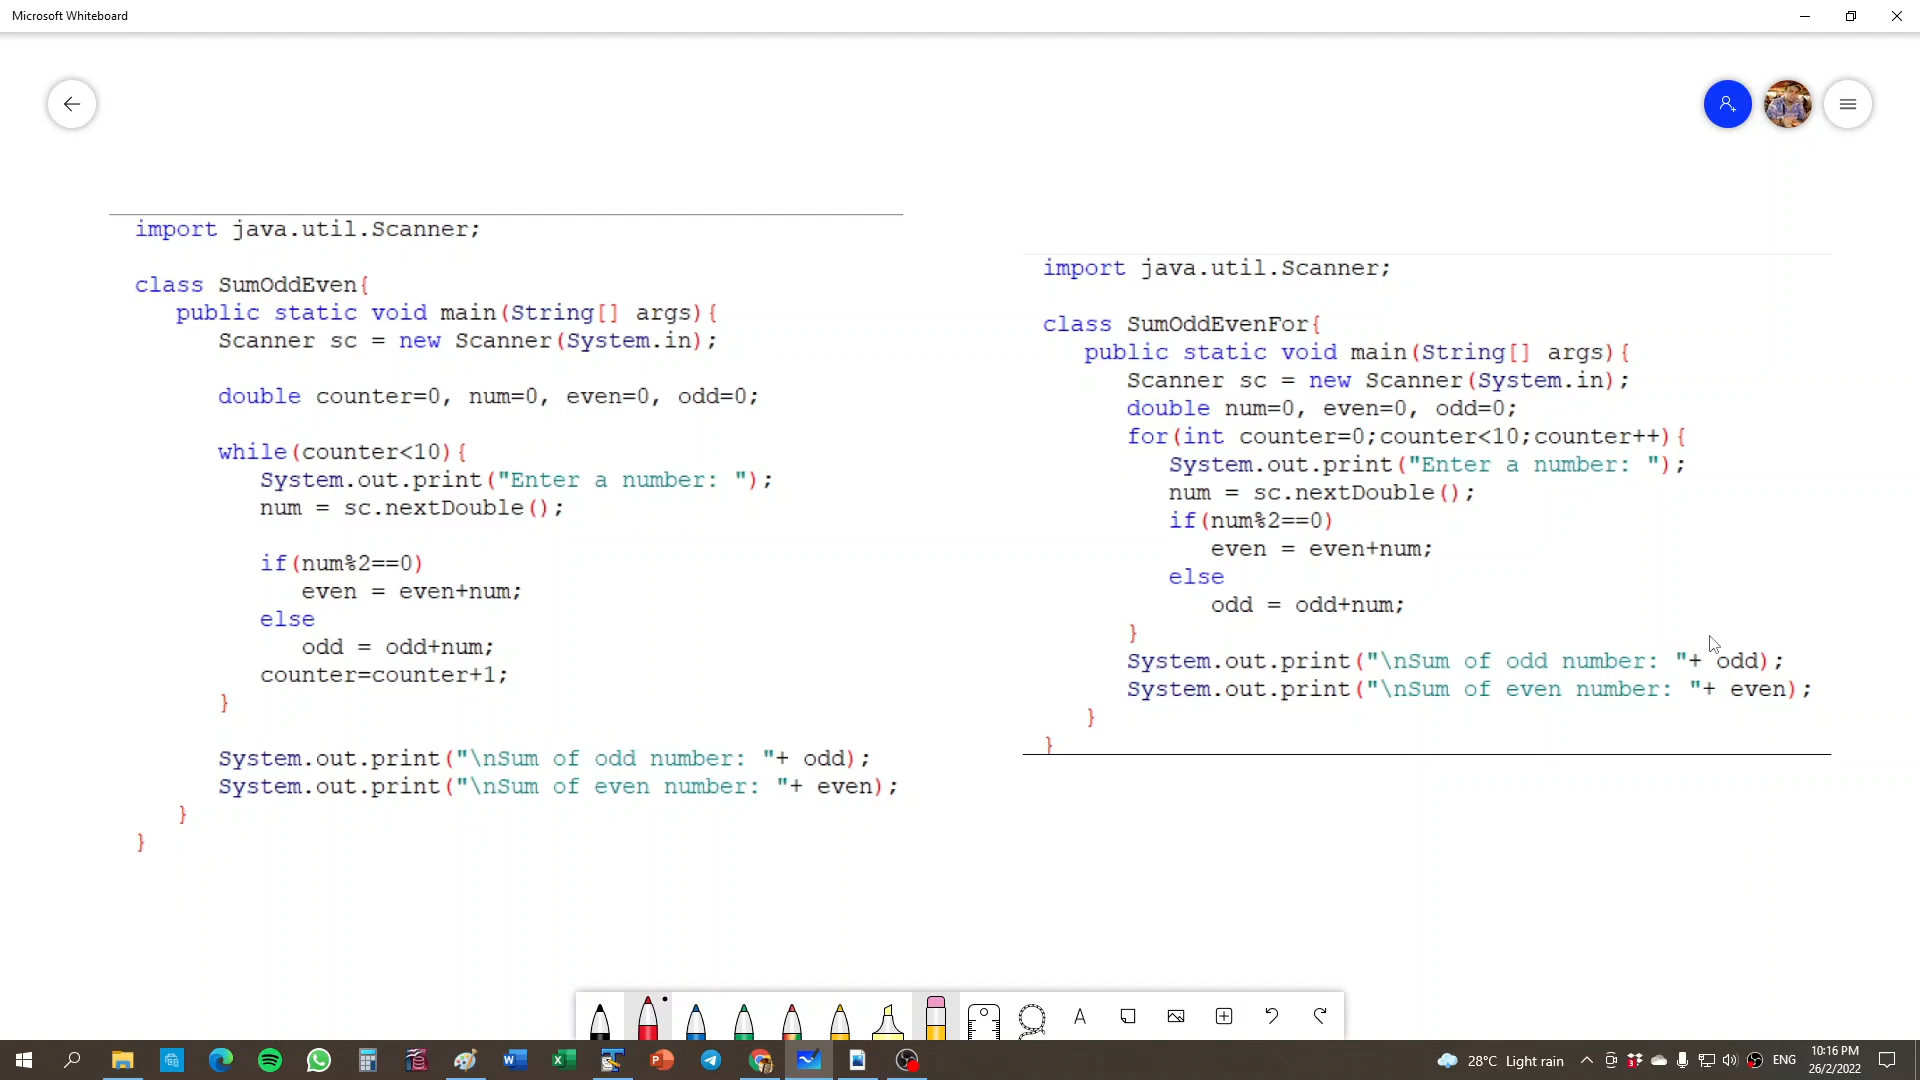 Microsoft Whiteboard
import java.util.Scanner;
class SumOddEven{
public static void main(String[] args){
Scanner sc = new Scanner(System.in);
double counter=0, num=0, even=0, odd=0;
while(counter<10){
System.out.print("Enter a number: ");
num = sc.nextDouble();
if(num%2==0)
even = even+num;
else
odd = odd+num;
counter=counter+1;
}
System.out.print("\nSum of odd number: "+ odd);
System.out.print("\nSum of even number: "+ even);
}
}
import java.util.Scanner;
class SumOddEvenFor{
public static void main(String[] args){
Scanner sc = new Scanner(System.in);
double num=0, even=0, odd=0;
for(int counter=0;counter<10;counter++){
System.out.print("Enter a number: ");
num = sc.nextDouble();
if(num%2==0)
even = even+num;
else
odd = odd+num;
}
System.out.print("\nSum of odd number: "+ odd);
System.out.print("\nSum of even number: "+ even);
}
}
28°C Light rain
ENG
10:16 PM
26/2/2022